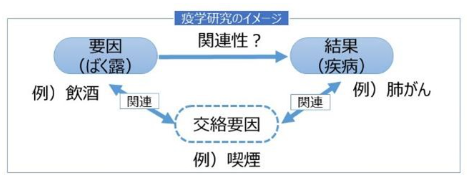 疫学研究のイメージ
要因
(ばく露)
関連性？
結果
(疾病)
例）飲酒
関連
関連
例）肺がん
交絡要因
例）喫煙